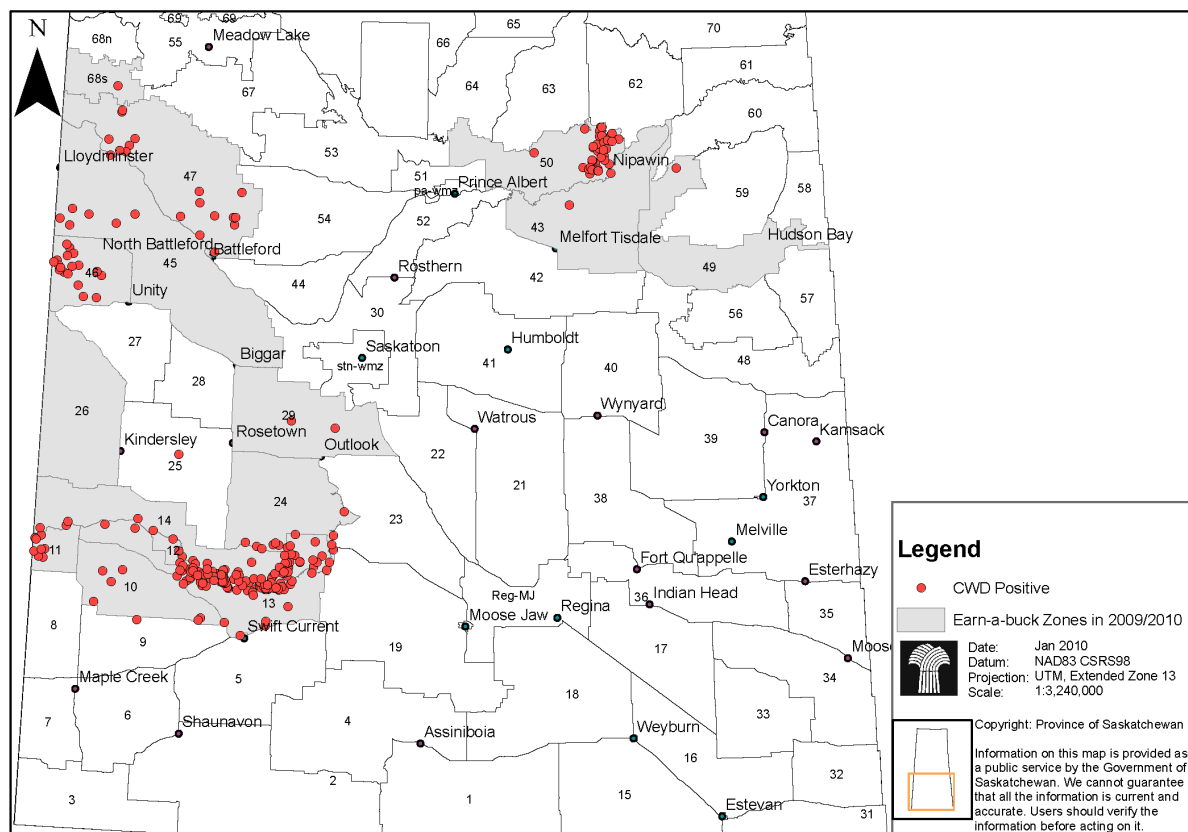 N
69
69
65
70
68n
55
Meadow Lake
66
61
68s
67
64
63
62
60
53
Lloydminster
50
Nipawin
51
47
pa-wmz
Prince Albert
59
58
54
52
43
Melfort
Tisdale
Hudson Bay
North Battleford
Battleford
45
46
Rosthern
42
49
44
Unity
57
30
56
27
Humboldt
Saskatoon
Biggar
41
48
stn-wmz
40
28
26
29
Watrous
Wynyard
Canora
Kamsack
Kindersley
Rosetown
39
Outlook
25
22
21
38
Yorkton
37
24
14
23
Melville
11
12
Fort Qu'appelle
Esterhazy
10
Reg-MJ
36
Indian Head
13
Moose Jaw
Regina
35
8
9
Swift Current
19
17
Moose
34
5
Maple Creek
18
7
6
Shaunavon
4
33
Assiniboia
Weyburn
16
2
32
3
1
15
Estevan
31
Legend
CWD Positive
Earn-a-buck Zones in 2009/2010
Date: Jan 2010
Datum: NAD83 CSRS98
Projection: UTM, Extended Zone 13
Scale: 1:3,240,000
Copyright: Province of Saskatchewan
Information on this map is provided as
a public service by the Government of
Saskatchewan. We cannot guarantee
that all the information is current and
accurate. Users should verify the
information before acting on it.